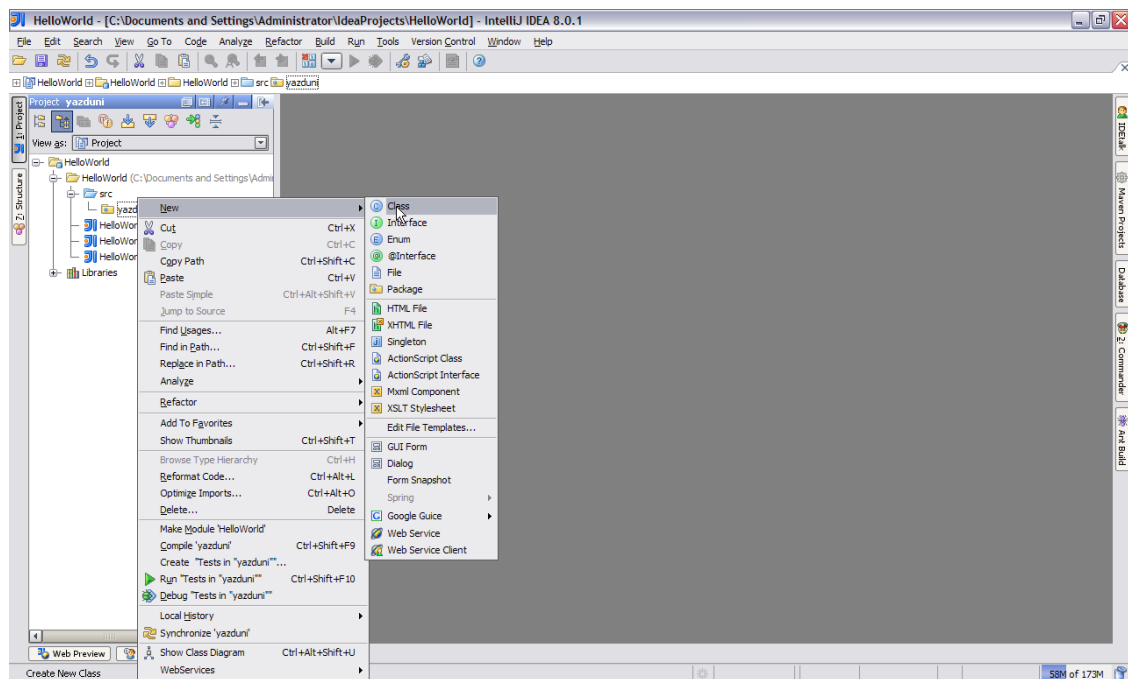 HelloWorld - [C:\Documents and Settings\Administrator\IdeaProjects\HelloWorld] - IntelliJ IDEA 8.0.1
File Edit Search View Go To Code Analyze Refactor Build Run Tools Version Control Window Help
HelloWorld HelloWorld HelloWorld src yazduni
Project yazduni
View as: Project
HelloWorld
HelloWorld (C:\Documents and Settings\Admi
src
yazd
HelloWor
HelloWor
HelloWor
Libraries
1: Project
Z: Structure
New
Cut Ctrl+X
Copy Ctrl+C
Copy Path Ctrl+Shift+C
Paste Ctrl+V
Paste Simple Ctrl+Alt+Shift+V
Jump to Source F4
Find Usages... Alt+F7
Find in Path... Ctrl+Shift+F
Replace in Path... Ctrl+Shift+R
Analyze
Refactor
Add To Favorites
Show Thumbnails Ctrl+Shift+T
Browse Type Hierarchy Ctrl+H
Reformat Code... Ctrl+Alt+L
Optimize Imports... Ctrl+Alt+O
Delete... Delete
Make Module 'HelloWorld'
Compile 'yazduni' Ctrl+Shift+F9
Create "Tests in "yazduni""...
Run "Tests in "yazduni"" Ctrl+Shift+F10
Debug "Tests in "yazduni""
Local History
Synchronize 'yazduni'
Show Class Diagram Ctrl+Alt+Shift+U
WebServices
Class
Interface
Enum
@Interface
File
Package
HTML File
XHTML File
Singleton
ActionScript Class
ActionScript Interface
Mxml Component
XSLT Stylesheet
Edit File Templates...
GUI Form
Dialog
Form Snapshot
Spring
Google Guice
Web Service
Web Service Client
IDEtalk
Maven Projects
Database
2: Commander
Ant Build
Web Preview
Create New Class
58M of 173M